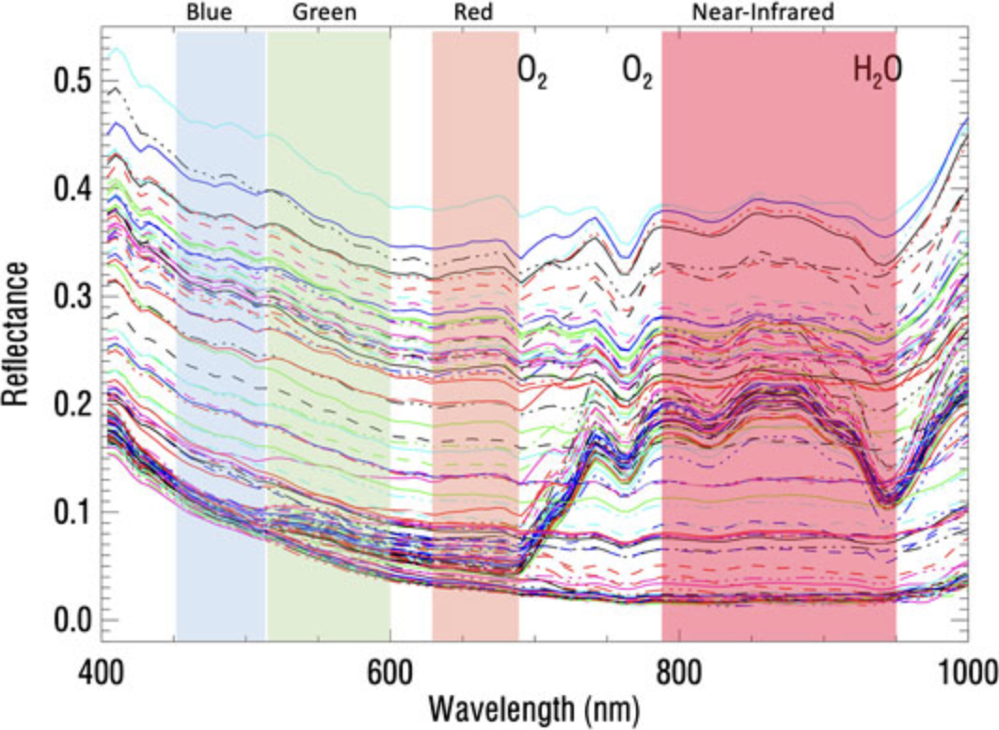 Blue Green Red Near-Infrared
O₂ O₂ H₂O
0.5
0.4
0.3
0.2
0.1
0.0
Reflectance
400 600 800 1000
Wavelength (nm)